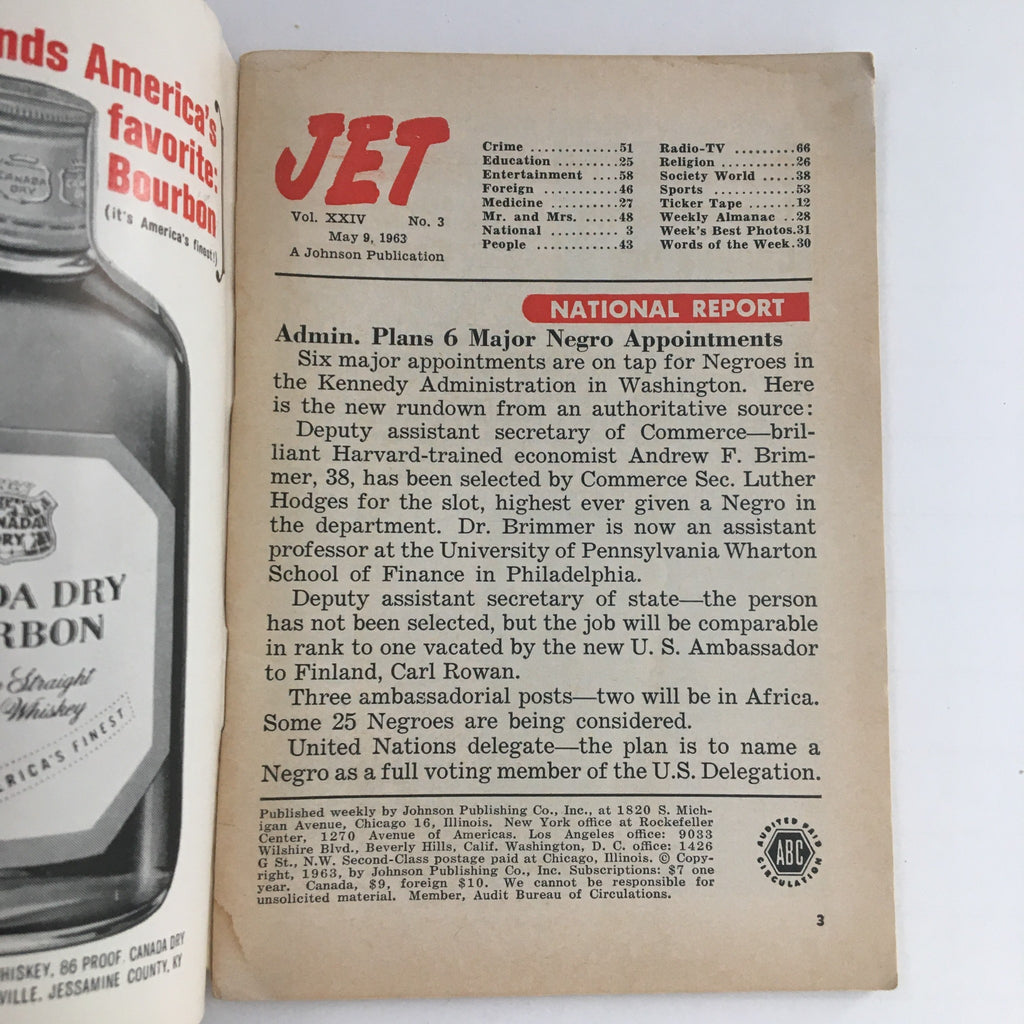 nds America's
favorite:
Bourbon
(it's America's finest!)
CANADA
DRY
NADA
RY
DA DRY
RBON
Straight
Whiskey
ERICA'S FINEST
HISKEY, 86 PROOF. CANADA DRY
VILLE, JESSAMINE COUNTY, KY
JET
Vol. XXIV No. 3
May 9, 1963
A Johnson Publication
Crime ............51
Education .........25
Entertainment ....58
Foreign ...........46
Medicine ..........27
Mr. and Mrs. .....48
National .......... 3
People ...........43
Radio-TV .........66
Religion ..........26
Society World .....38
Sports ............53
Ticker Tape .......12
Weekly Almanac ..28
Week's Best Photos.31
Words of the Week.30
NATIONAL REPORT
Admin. Plans 6 Major Negro Appointments
Six major appointments are on tap for Negroes in
the Kennedy Administration in Washington. Here
is the new rundown from an authoritative source:
Deputy assistant secretary of Commerce—bril-
liant Harvard-trained economist Andrew F. Brim-
mer, 38, has been selected by Commerce Sec. Luther
Hodges for the slot, highest ever given a Negro in
the department. Dr. Brimmer is now an assistant
professor at the University of Pennsylvania Wharton
School of Finance in Philadelphia.
Deputy assistant secretary of state—the person
has not been selected, but the job will be comparable
in rank to one vacated by the new U. S. Ambassador
to Finland, Carl Rowan.
Three ambassadorial posts—two will be in Africa.
Some 25 Negroes are being considered.
United Nations delegate—the plan is to name a
Negro as a full voting member of the U.S. Delegation.
Published weekly by Johnson Publishing Co., Inc., at 1820 S. Mich-
igan Avenue, Chicago 16, Illinois. New York office at Rockefeller
Center, 1270 Avenue of Americas. Los Angeles office: 9033
Wilshire Blvd., Beverly Hills, Calif. Washington, D. C. office: 1426
G St., N.W. Second-Class postage paid at Chicago, Illinois. © Copy-
right, 1963, by Johnson Publishing Co., Inc. Subscriptions: $7 one
year. Canada, $9, foreign $10. We cannot be responsible for
unsolicited material. Member, Audit Bureau of Circulations.
AUDITED PAID
ABC
CIRCULATION
3